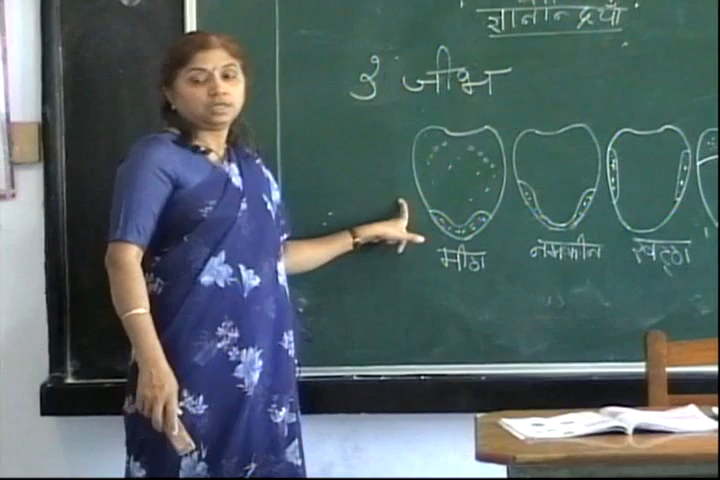 ज्ञानेन्द्रियाँ
३ जीभ
मीठा नमकीन खट्टा